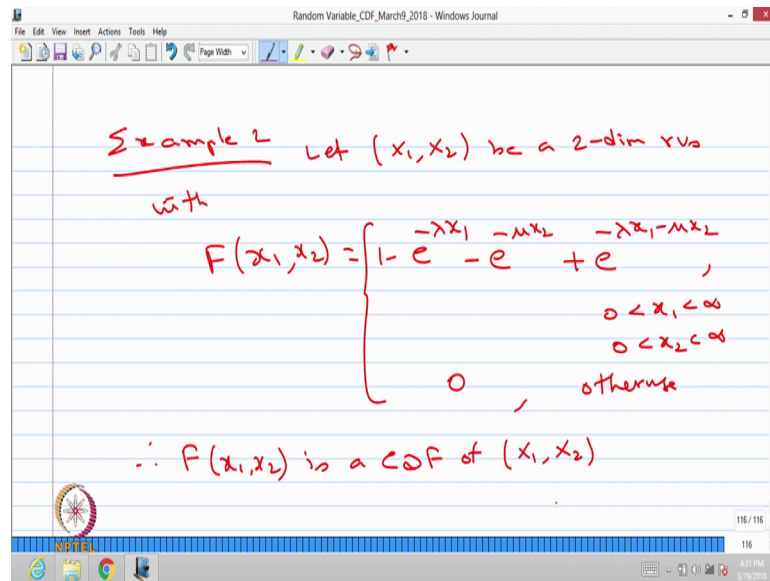 Random Variable_CDF_March9_2018 - Windows Journal
File Edit View Insert Actions Tools Help
Page Width
Example 2 Let (X₁, X₂) be a 2-dim rvs
with
F(x₁, x₂) = { 1 - e^{-λx₁} - e^{-μx₂} + e^{-λx₁-μx₂} ,
0 < x₁ < ∞
0 < x₂ < ∞
0 , otherwise
∴ F(x₁, x₂) is a CDF of (X₁, X₂)
116 / 116
NPTEL
116
4:31 PM
3/19/2018